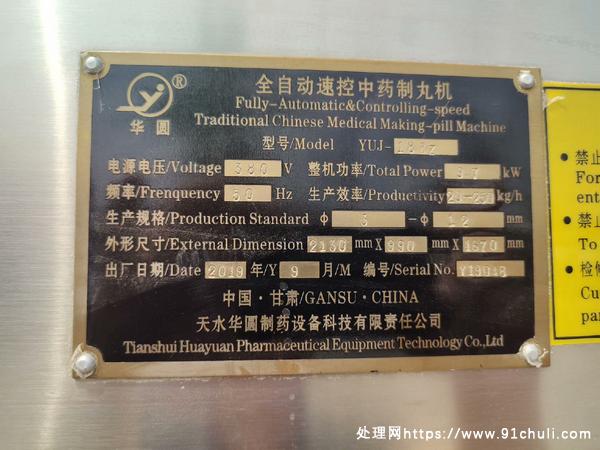 华圆
®
全自动速控中药制丸机
Fully-Automatic&Controlling-speed
Traditional Chinese Medical Making-pill Machine
型号/Model YUJ-
电源电压/Voltage 380 V 整机功率/Total Power kW
频率/Frenquency 50 Hz 生产效率/Productivity kg/h
生产规格/Production Standard Φ 3 -Φ 12 mm
外形尺寸/External Dimension 2130 mm X 990 mm X 1670 mm
出厂日期/Date 2019 年/Y 9 月/M 编号/Serial No.
中国·甘肃/GANSU·CHINA
天水华圆制药设备科技有限责任公司
Tianshui Huayuan Pharmaceutical Equipment Technology Co.,Ltd
• 禁止
For
ent
• 禁止
To
• 检修
Cu
par
处理网https://www.91chuli.com/